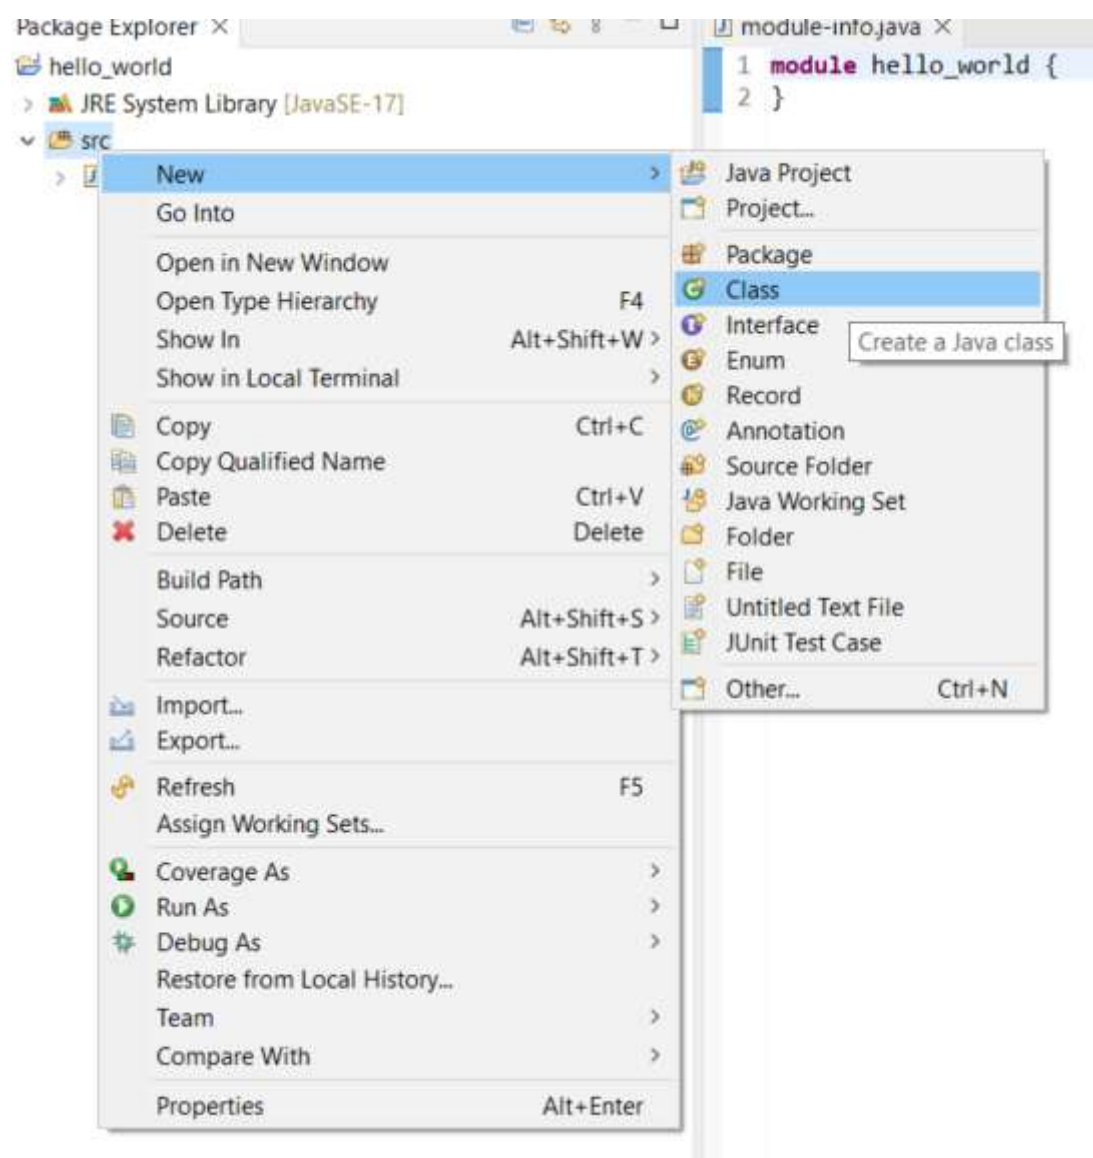 Package Explorer ×
hello_world
JRE System Library [JavaSE-17]
src
New
Go Into
Open in New Window
Open Type Hierarchy F4
Show In Alt+Shift+W >
Show in Local Terminal >
Copy Ctrl+C
Copy Qualified Name
Paste Ctrl+V
Delete Delete
Build Path >
Source Alt+Shift+S >
Refactor Alt+Shift+T >
Import...
Export...
Refresh F5
Assign Working Sets...
Coverage As >
Run As >
Debug As >
Restore from Local History...
Team >
Compare With >
Properties Alt+Enter
Java Project
Project...
Package
Class
Interface
Create a Java class
Enum
Record
Annotation
Source Folder
Java Working Set
Folder
File
Untitled Text File
JUnit Test Case
Other... Ctrl+N
module-info.java ×
1 module hello_world {
2 }